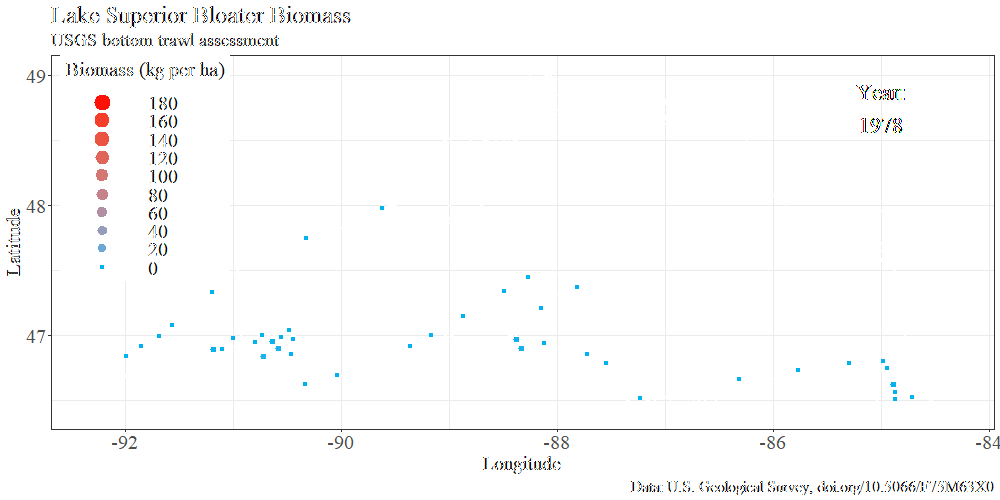 Lake Superior Bloater Biomass
USGS bottom trawl assessment
Biomass (kg per ha)
180
160
140
120
100
80
60
40
20
0
Year:
1978
49
48
47
Latitude
-92 -90 -88 -86 -84
Longitude
Data: U.S. Geological Survey, doi.org/10.5066/F75M63X0